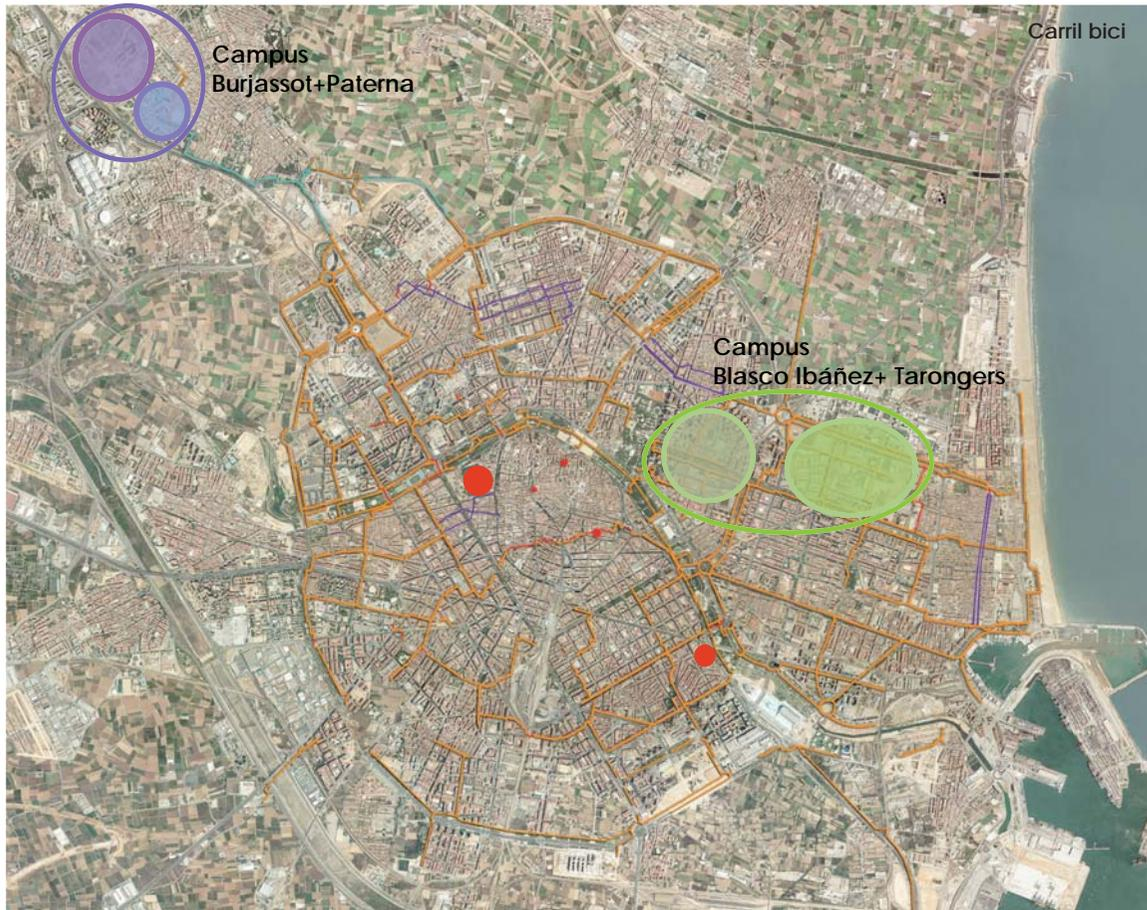 Carril bici
Campus
Burjassot+Paterna
Campus
Blasco Ibáñez+ Tarongers